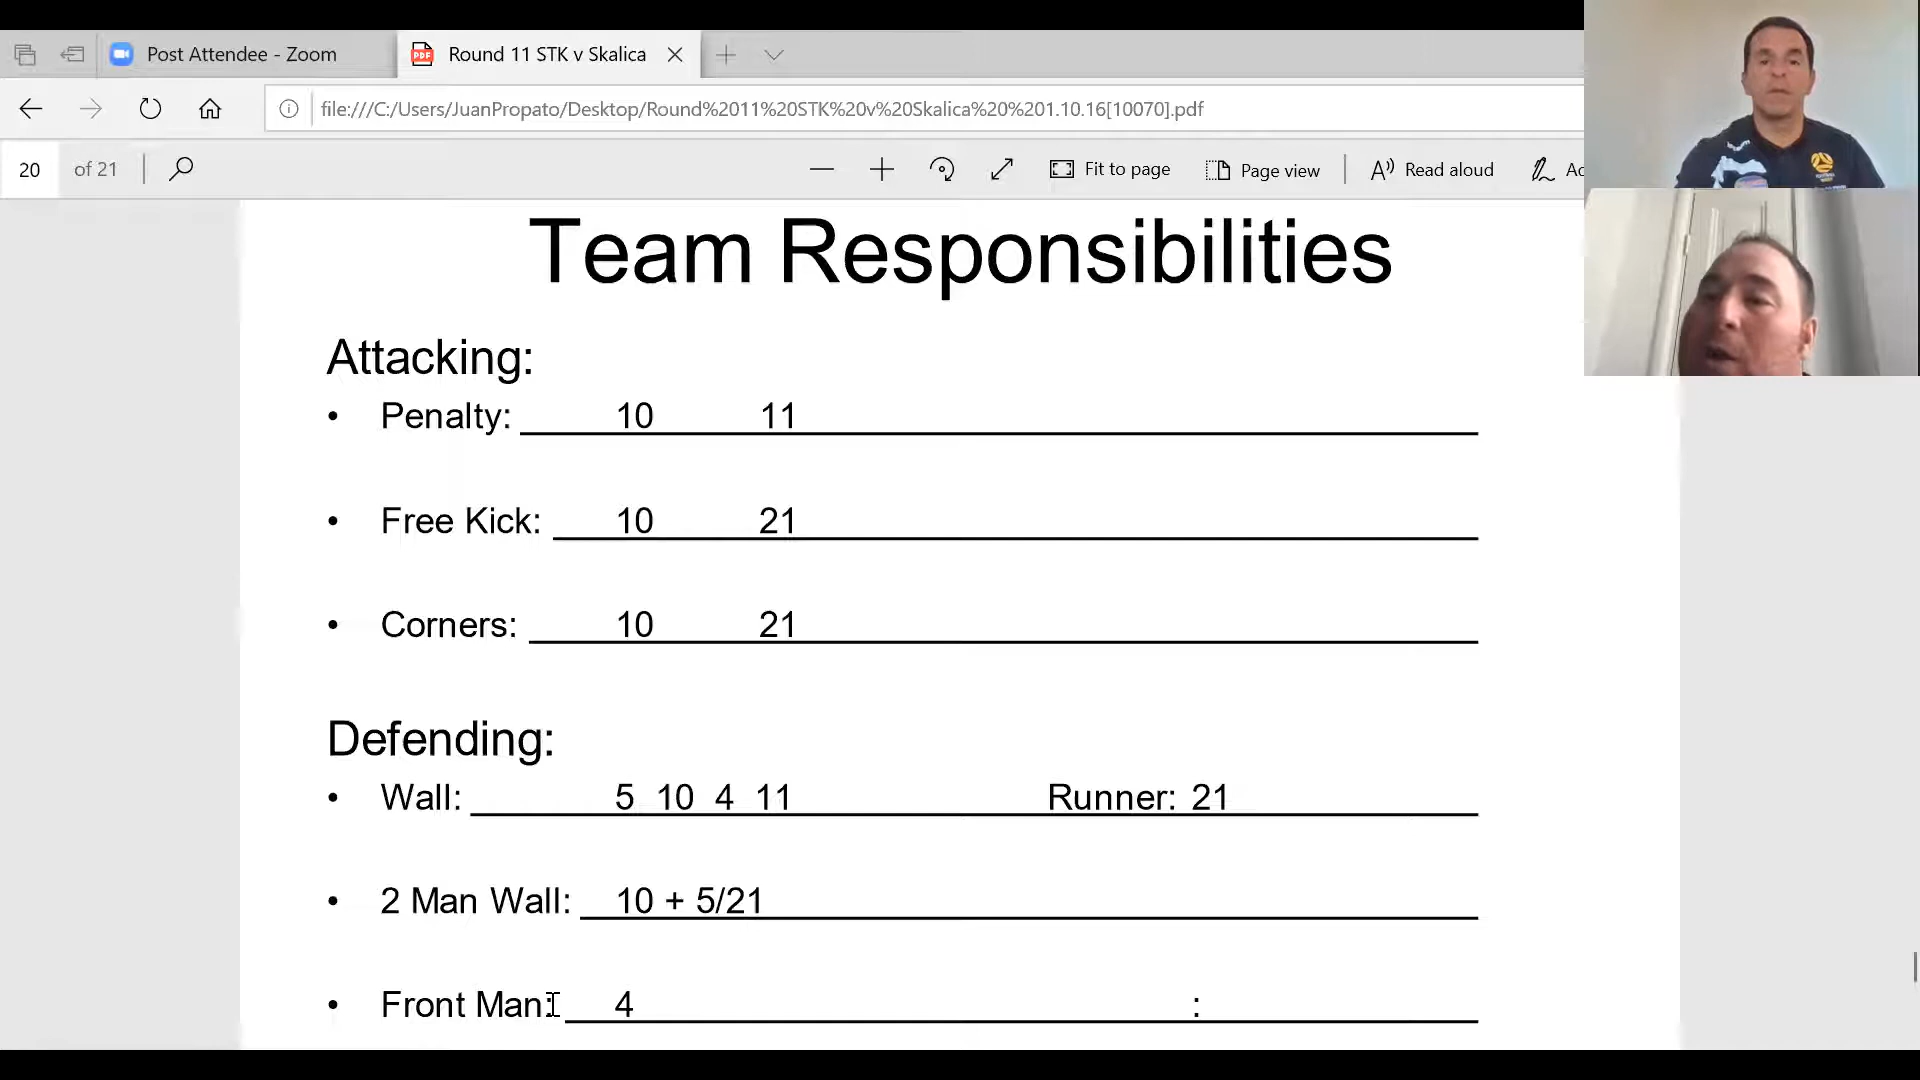 Post Attendee - Zoom
Round 11 STK v Skalica
file:///C:/Users/JuanPropato/Desktop/Round%2011%20STK%20v%20Skalica%20%201.10.16[10070].pdf
20 of 21
Fit to page
Page view
Read aloud
Ac
Team Responsibilities
Attacking:
• Penalty: 10 11
• Free Kick: 10 21
• Corners: 10 21
Defending:
• Wall: 5 10 4 11 Runner: 21
• 2 Man Wall: 10 + 5/21
• Front Man: 4 :